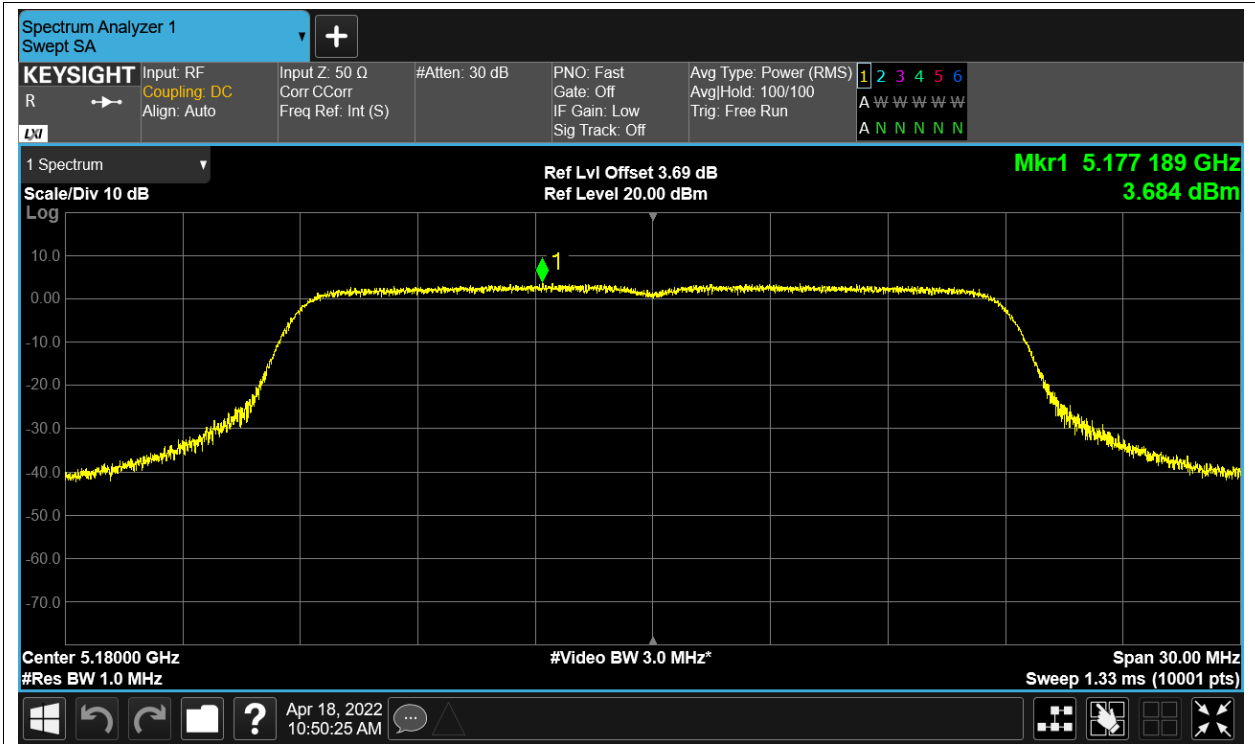 Spectrum Analyzer 1
Swept SA
KEYSIGHT
R
LXI
Input: RF
Coupling: DC
Align: Auto
Input Z: 50 Ω
Corr CCorr
Freq Ref: Int (S)
#Atten: 30 dB
PNO: Fast
Gate: Off
IF Gain: Low
Sig Track: Off
Avg Type: Power (RMS)
Avg|Hold: 100/100
Trig: Free Run
1 2 3 4 5 6
A W W W W W
A N N N N N
1 Spectrum
Scale/Div 10 dB
Log
Ref Lvl Offset 3.69 dB
Ref Level 20.00 dBm
Mkr1 5.177 189 GHz
3.684 dBm
1
10.0
0.00
-10.0
-20.0
-30.0
-40.0
-50.0
-60.0
-70.0
Center 5.18000 GHz
#Res BW 1.0 MHz
#Video BW 3.0 MHz*
Span 30.00 MHz
Sweep 1.33 ms (10001 pts)
?
Apr 18, 2022
10:50:25 AM